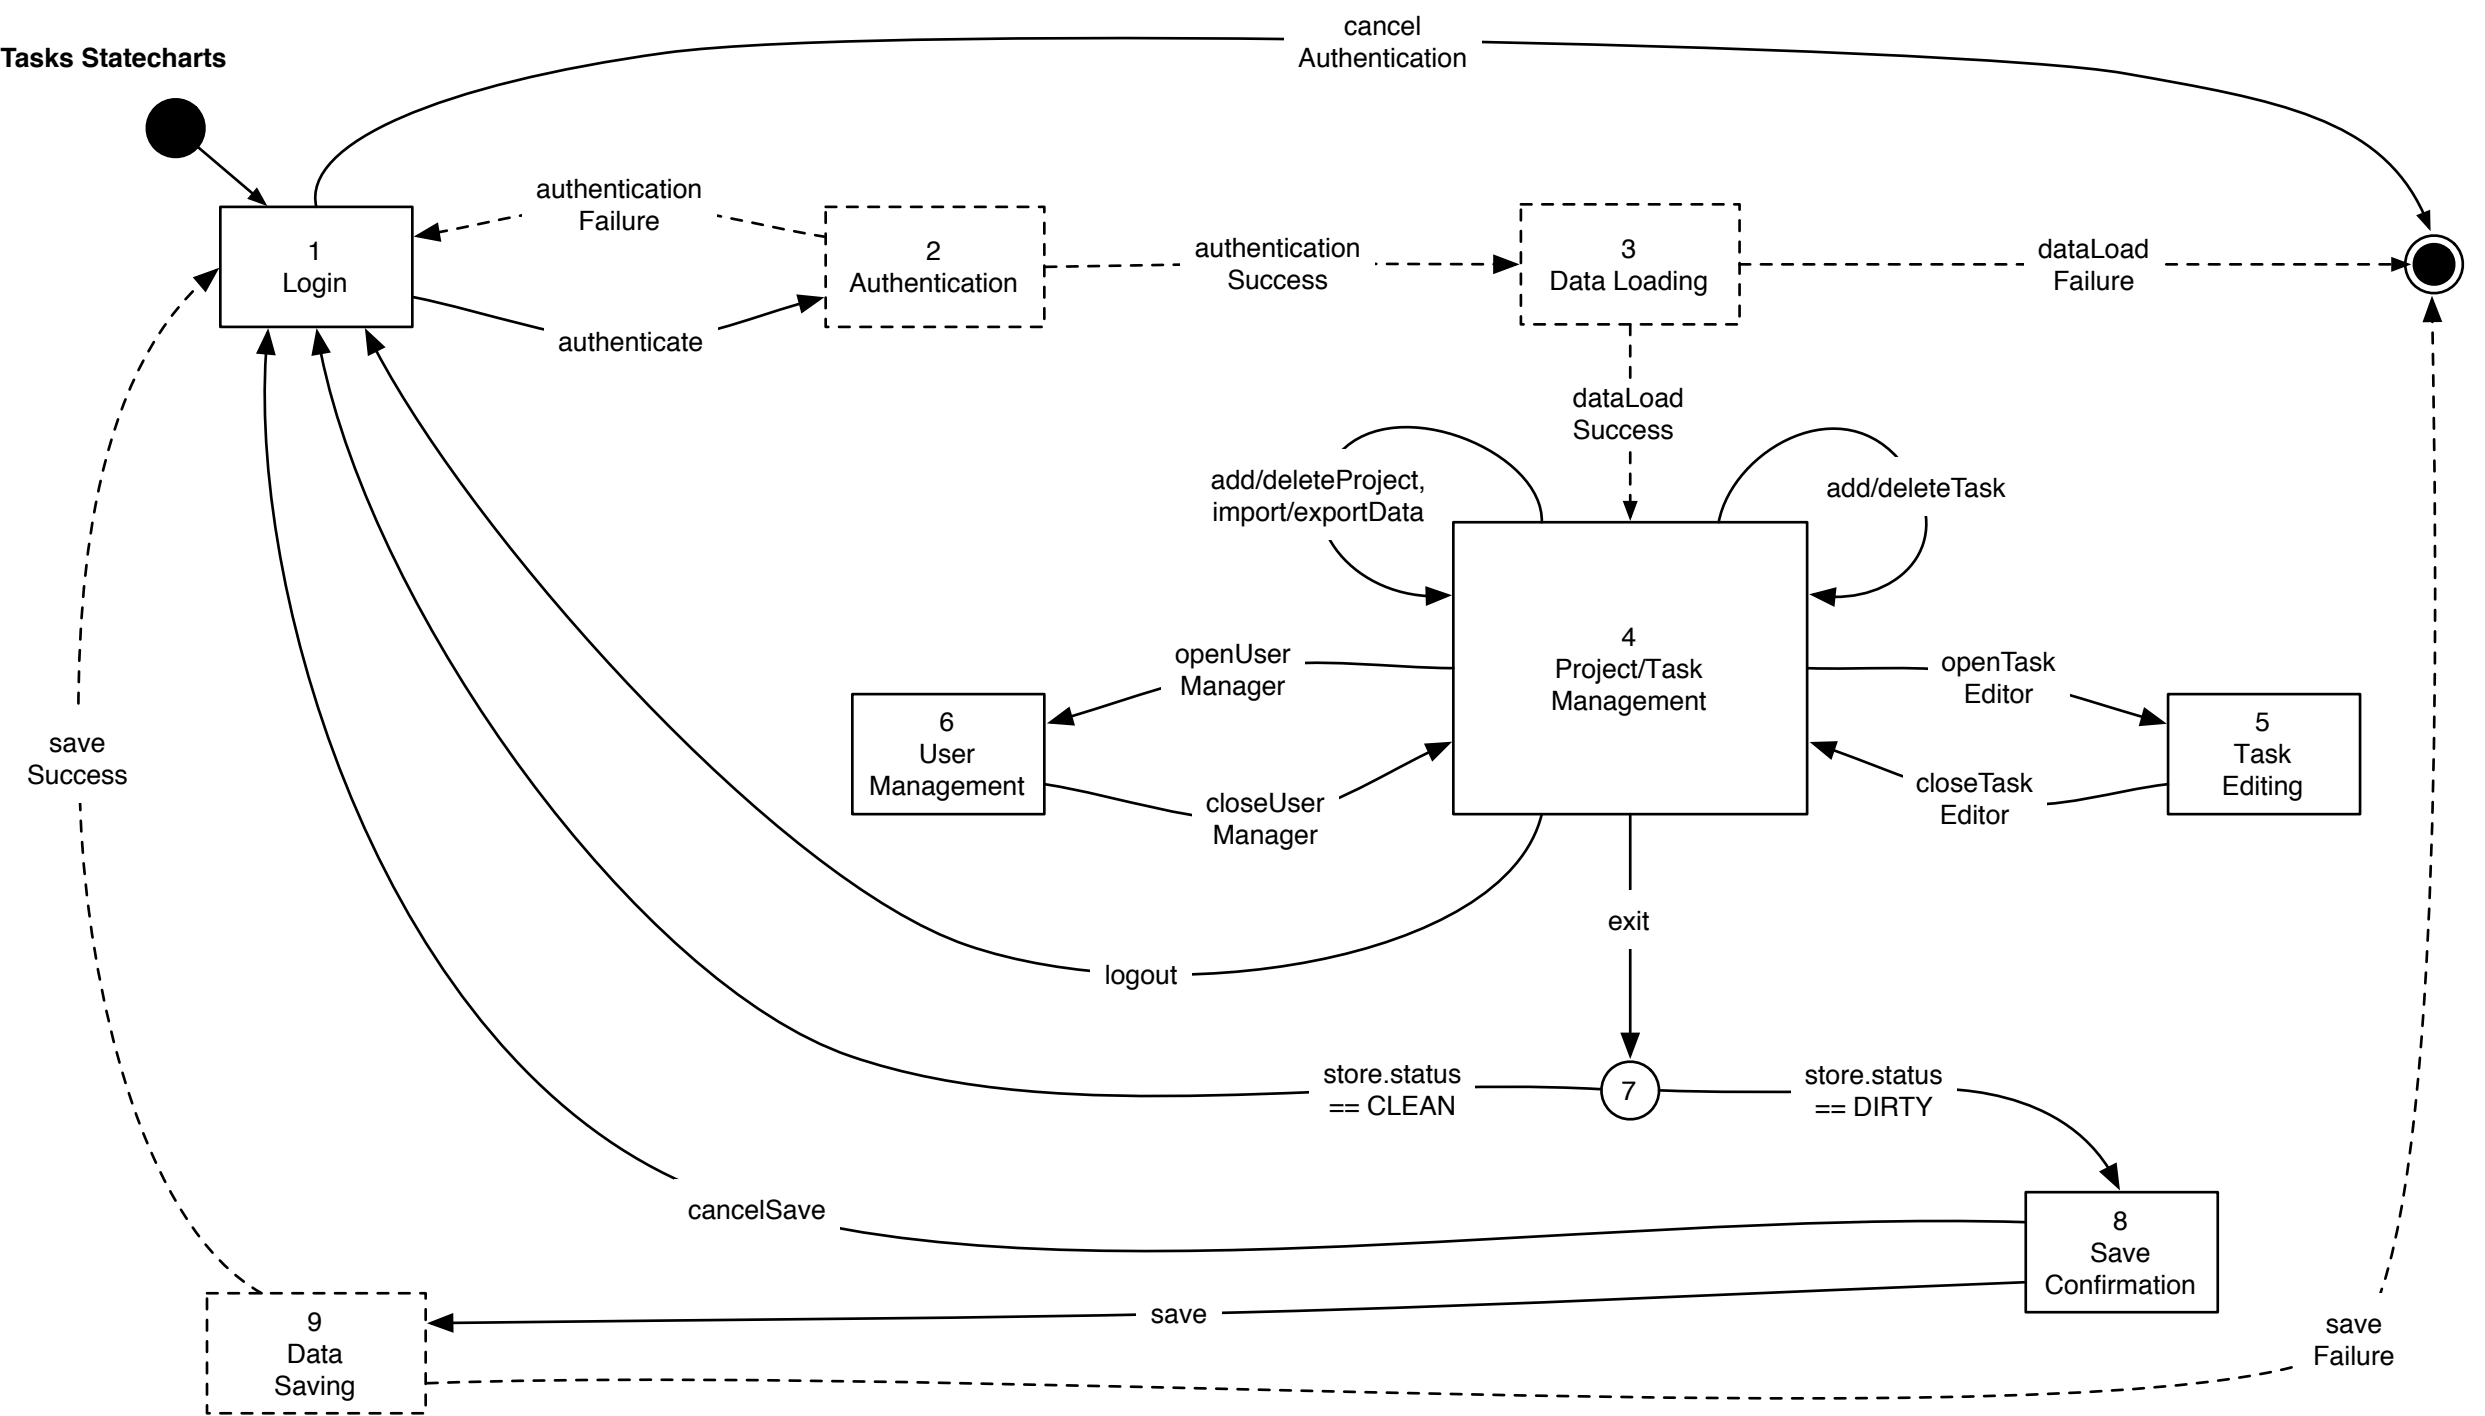 cancel
Authentication
Tasks Statecharts
authentication
Failure
1
Login
2
Authentication
authentication
Success
3
Data Loading
dataLoad
Failure
authenticate
dataLoad
Success
add/deleteProject,
import/exportData
add/deleteTask
4
Project/Task
Management
openUser
Manager
openTask
Editor
6
User
Management
5
Task
Editing
save
Success
closeUser
Manager
closeTask
Editor
exit
logout
store.status
== CLEAN
7
store.status
== DIRTY
cancelSave
8
Save
Confirmation
save
9
Data
Saving
save
Failure